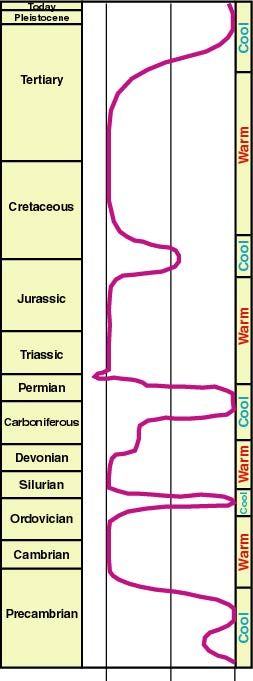 Today
Pleistocene
Tertiary
Cretaceous
Jurassic
Triassic
Permian
Carboniferous
Devonian
Silurian
Ordovician
Cambrian
Precambrian
Cool
Warm
Cool
Warm
Cool
Warm
Cool
Warm
Cool